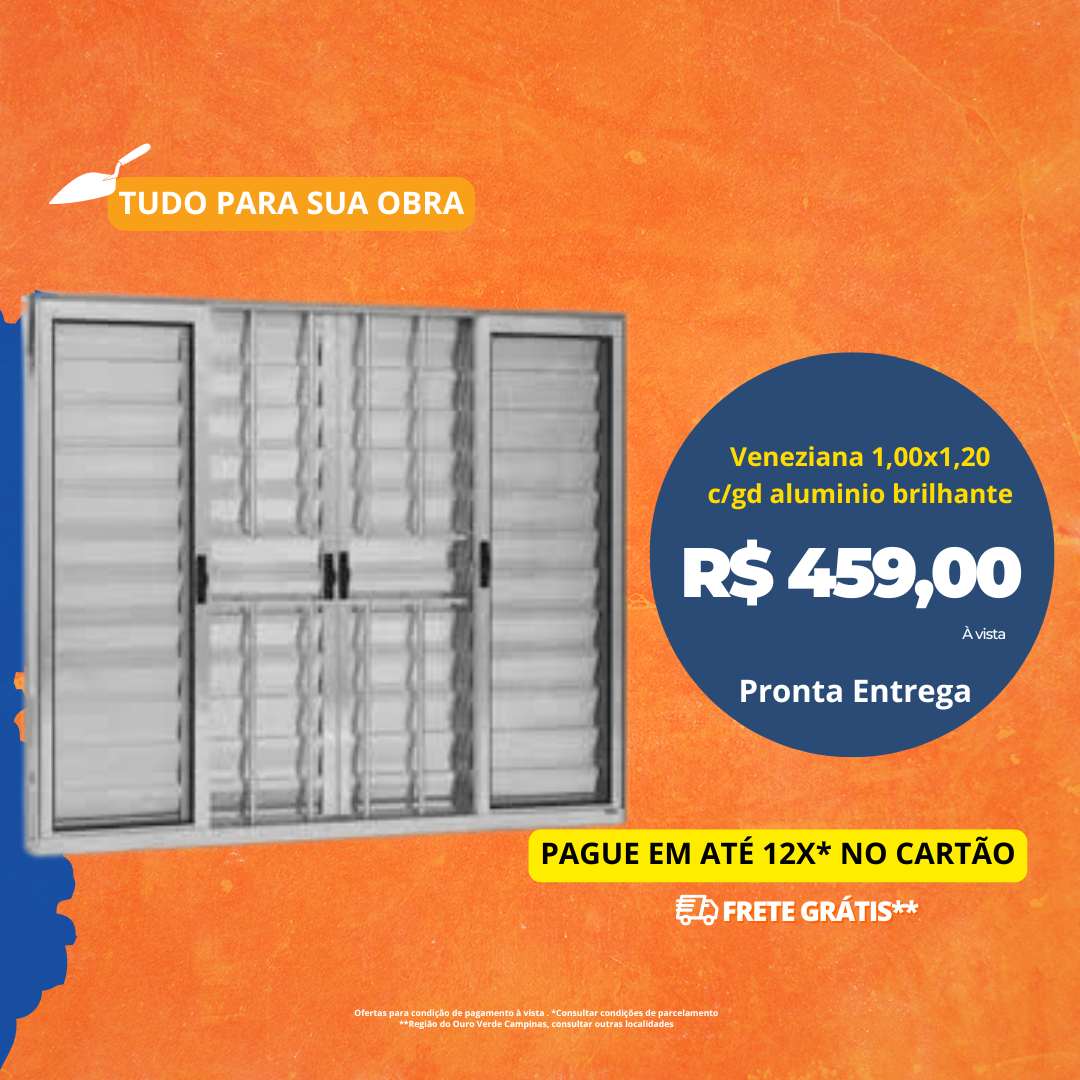 TUDO PARA SUA OBRA
Veneziana 1,00x1,20
c/gd aluminio brilhante
R$ 459,00
À vista
Pronta Entrega
PAGUE EM ATÉ 12X* NO CARTÃO
FRETE GRÁTIS**
Ofertas para condição de pagamento à vista . *Consultar condições de parcelamento
**Região do Ouro Verde Campinas, consultar outras localidades